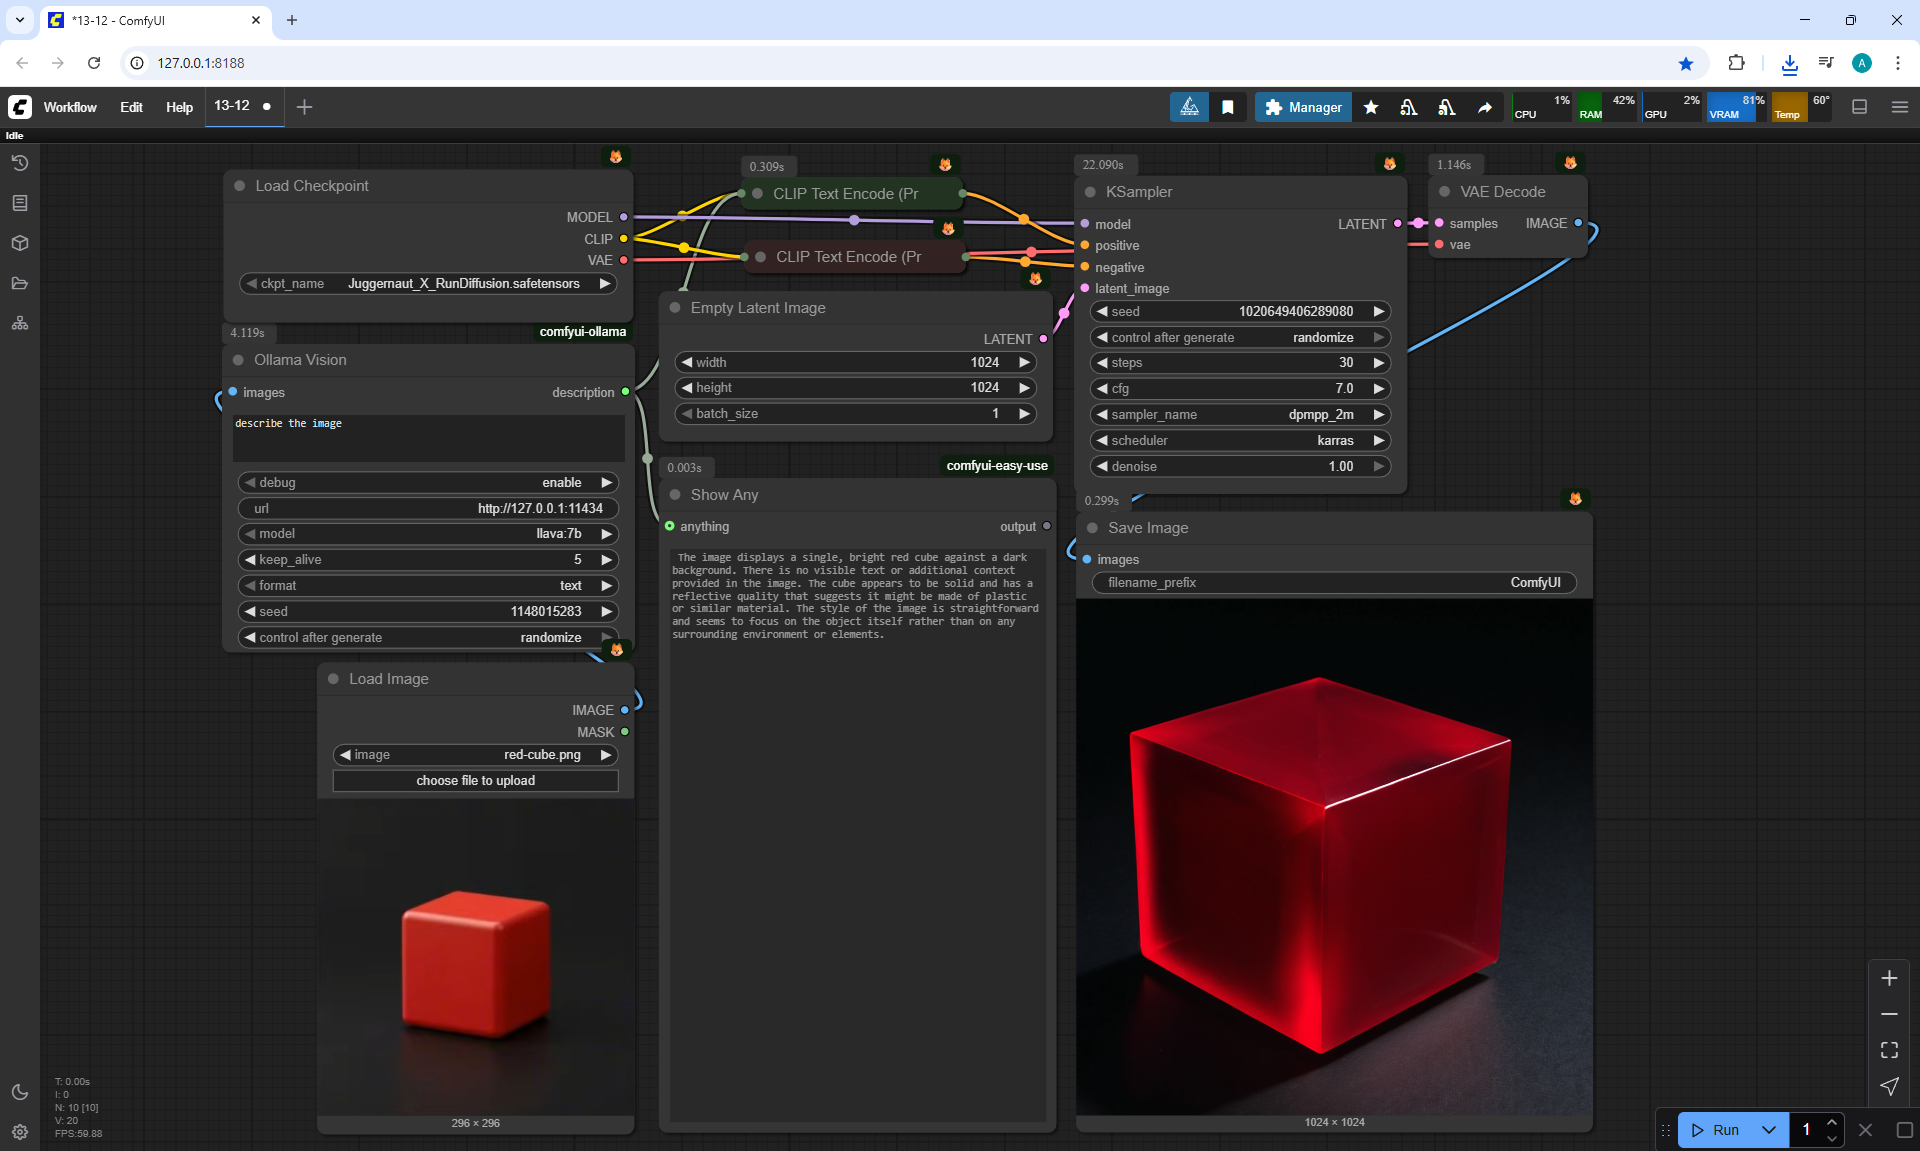 *13-12 - ComfyUI
127.0.0.1:8188
Workflow Edit Help 13-12
Manager
CPU 1% RAM 42% GPU 2% VRAM 81% Temp 60°
Idle
Load Checkpoint
MODEL
CLIP
VAE
ckpt_name Juggernaut_X_RunDiffusion.safetensors
4.119s comfyui-ollama
Ollama Vision
images description
describe the image
debug enable
url http://127.0.0.1:11434
model llava:7b
keep_alive 5
format text
seed 1148015283
control after generate randomize
Load Image
IMAGE
MASK
image red-cube.png
choose file to upload
296 × 296
0.309s
CLIP Text Encode (Pr
CLIP Text Encode (Pr
Empty Latent Image
LATENT
width 1024
height 1024
batch_size 1
0.003s comfyui-easy-use
Show Any
anything output
The image displays a single, bright red cube against a dark
background. There is no visible text or additional context
provided in the image. The cube appears to be solid and has a
reflective quality that suggests it might be made of plastic
or similar material. The style of the image is straightforward
and seems to focus on the object itself rather than on any
surrounding environment or elements.
22.090s
KSampler
model LATENT
positive
negative
latent_image
seed 1020649406289080
control after generate randomize
steps 30
cfg 7.0
sampler_name dpmpp_2m
scheduler karras
denoise 1.00
1.146s
VAE Decode
samples IMAGE
vae
0.299s
Save Image
images
filename_prefix ComfyUI
1024 × 1024
T: 0.00s
I: 0
N: 10 [10]
V: 20
FPS:59.88
Run 1
A